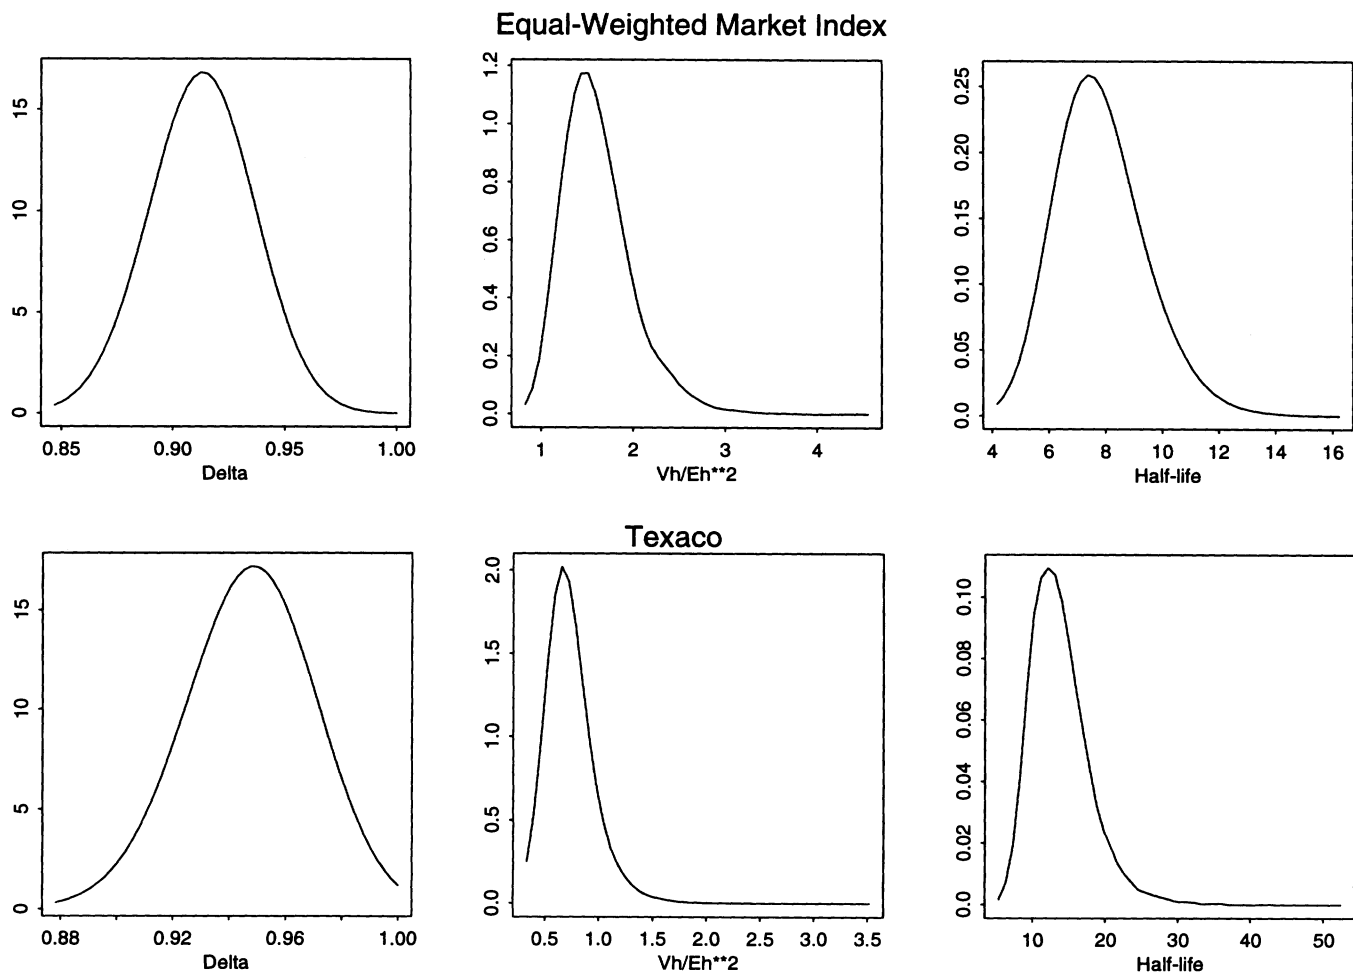 Equal-Weighted Market Index
15
10
5
0
0.85 0.90 0.95 1.00
Delta
1.2
1.0
0.8
0.6
0.4
0.2
0.0
1 2 3 4
Vh/Eh**2
0.25
0.20
0.15
0.10
0.05
0.0
4 6 8 10 12 14 16
Half-life
Texaco
15
10
5
0
0.88 0.92 0.96 1.00
Delta
2.0
1.5
1.0
0.5
0.0
0.5 1.0 1.5 2.0 2.5 3.0 3.5
Vh/Eh**2
0.10
0.08
0.06
0.04
0.02
0.0
10 20 30 40 50
Half-life